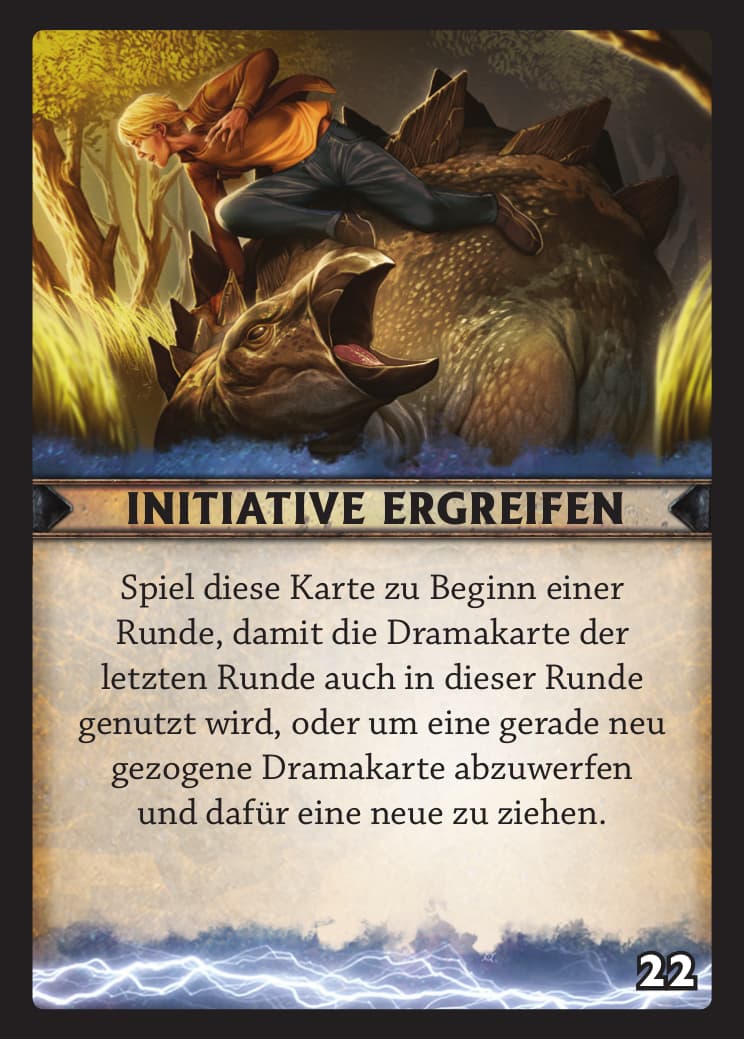 INITIATIVE ERGREIFEN
Spiel diese Karte zu Beginn einer
Runde, damit die Dramakarte der
letzten Runde auch in dieser Runde
genutzt wird, oder um eine gerade neu
gezogene Dramakarte abzuwerfen
und dafür eine neue zu ziehen.
22